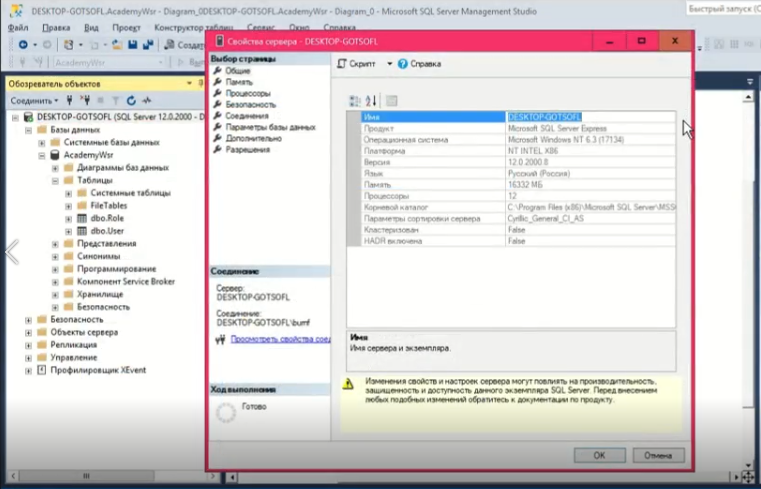 DESKTOP-GOTSOFL.AcademyWsr - Diagram_0DESKTOP-GOTSOFL.AcademyWsr - Diagram_0 - Microsoft SQL Server Management Studio
Быстрый запуск (C
Файл Правка Вид Проект Конструктор таблиц Сервис Окно Справка
Создать
AcademyWsr
Свойства сервера - DESKTOP-GOTSOFL
Обозреватель объектов
Соединить
DESKTOP-GOTSOFL (SQL Server 12.0.2000 - D
Базы данных
Системные базы данных
AcademyWsr
Диаграммы баз данных
Таблицы
Системные таблицы
FileTables
dbo.Role
dbo.User
Представления
Синонимы
Программирование
Компонент Service Broker
Хранилище
Безопасность
Безопасность
Объекты сервера
Репликация
Управление
Профилировщик XEvent
Выбор страницы
Общие
Память
Процессоры
Безопасность
Соединения
Параметры базы данных
Дополнительно
Разрешения
Соединение
Сервер:
DESKTOP-GOTSOFL
Соединение:
DESKTOP-GOTSOFL\bumf
Просмотреть свойства соед
Ход выполнения
Готово
Скрипт Справка
Имя DESKTOP-GOTSOFL
Продукт Microsoft SQL Server Express
Операционная система Microsoft Windows NT 6.3 (17134)
Платформа NT INTEL X86
Версия 12.0.2000.8
Язык Русский (Россия)
Память 16332 МБ
Процессоры 12
Корневой каталог C:\Program Files (x86)\Microsoft SQL Server\MSS
Параметры сортировки сервера Cyrillic_General_CI_AS
Кластеризован False
HADR включена False
Имя
Имя сервера и экземпляра.
Изменения свойств и настроек сервера могут повлиять на производительность,
защищенность и доступность данного экземпляра SQL Server. Перед внесением
любых подобных изменений обратитесь к документации по продукту.
OK Отмена